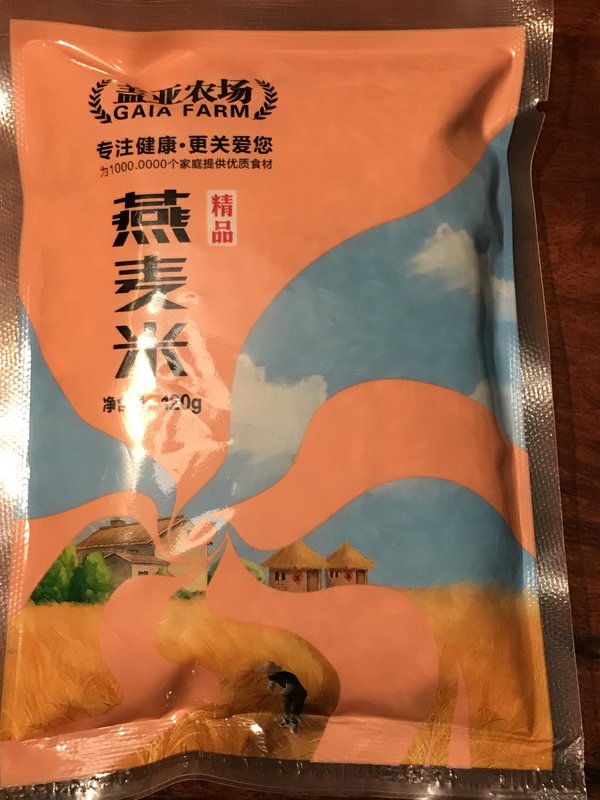 盖亚农场
GAIA FARM
专注健康·更关爱您
为1000.0000个家庭提供优质食材
燕麦米
精品
120g